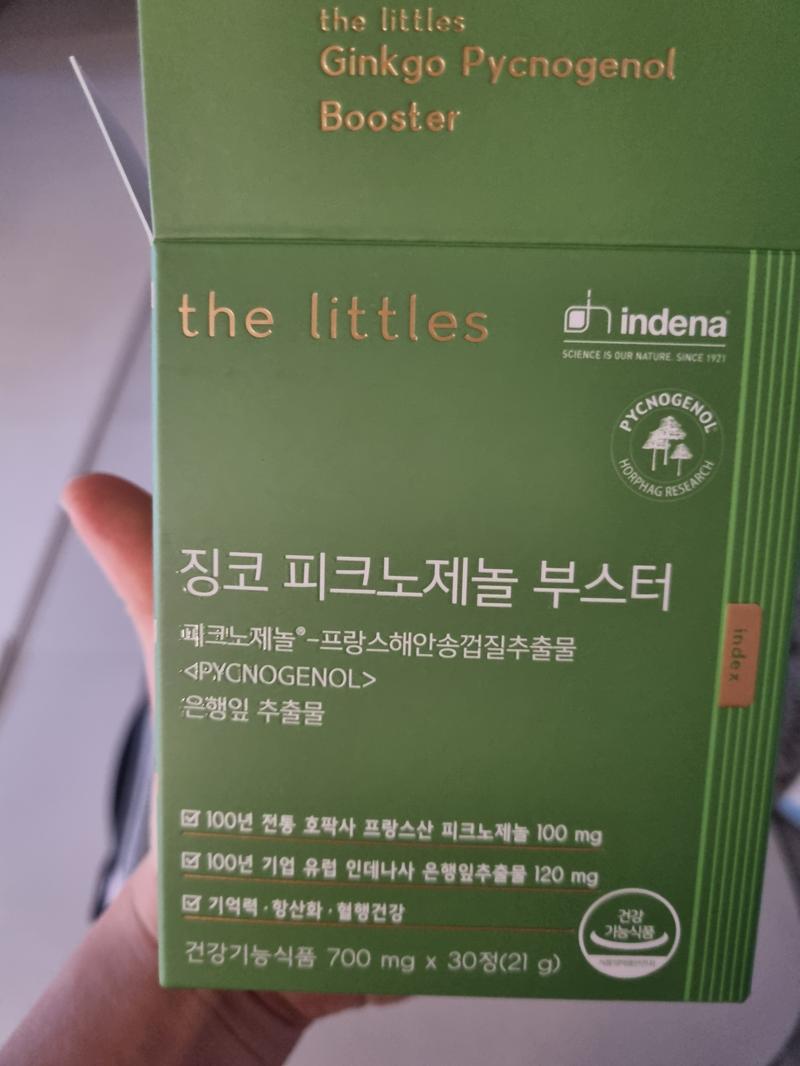 the littles
Ginkgo Pycnogenol
Booster
the littles
indena
SCIENCE IS OUR NATURE. SINCE 1921
PYCNOGENOL
HORPHAG RESEARCH
징코 피크노제놀 부스터
피크노제놀®-프랑스해안송껍질추출물
<PYCNOGENOL>
은행잎 추출물
index
100년 전통 호팍사 프랑스산 피크노제놀 100 mg
100년 기업 유럽 인데나사 은행잎추출물 120 mg
기억력·항산화·혈행건강
건강
기능식품
건강기능식품 700 mg x 30정(21 g)